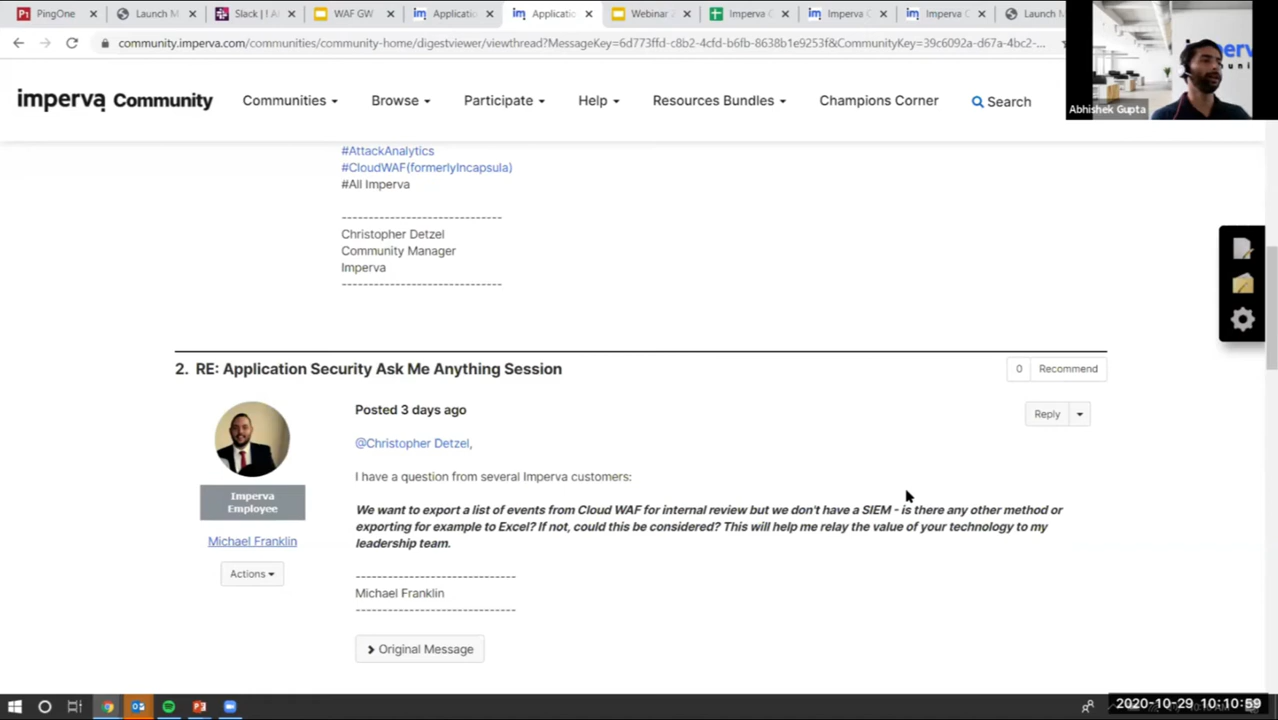 PingOne
Launch M
Slack | I A
WAF GW
Applicatio
Applicatio
Webinar 2
Imperva C
Imperva C
Imperva C
Launch M
community.imperva.com/communities/community-home/digestviewer/viewthread?MessageKey=6d773ffd-c8b2-4cfd-b6fb-8638b1e9253f&CommunityKey=39c6092a-d67a-4bc2-...
imperva Community
Communities
Browse
Participate
Help
Resources Bundles
Champions Corner
Search
Abhishek Gupta
#AttackAnalytics
#CloudWAF(formerlyIncapsula)
#All Imperva
-----------------------------
Christopher Detzel
Community Manager
Imperva
-----------------------------
2. RE: Application Security Ask Me Anything Session
0 Recommend
Posted 3 days ago
Reply
@Christopher Detzel,
I have a question from several Imperva customers:
We want to export a list of events from Cloud WAF for internal review but we don't have a SIEM - is there any other method or
exporting for example to Excel? If not, could this be considered? This will help me relay the value of your technology to my
leadership team.
Imperva
Employee
Michael Franklin
Actions
-----------------------------
Michael Franklin
-----------------------------
Original Message
2020-10-29 10:10:59